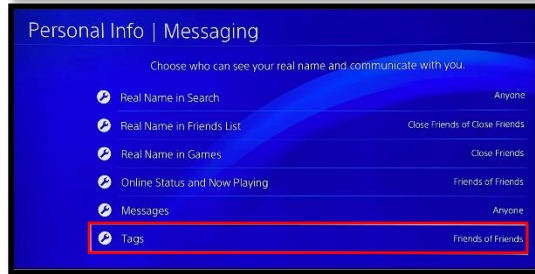 Personal Info | Messaging
Choose who can see your real name and communicate with you.
Real Name in Search Anyone
Real Name in Friends List Close Friends of Close Friends
Real Name in Games Close Friends
Online Status and Now Playing Friends of Friends
Messages Anyone
Tags Friends of Friends